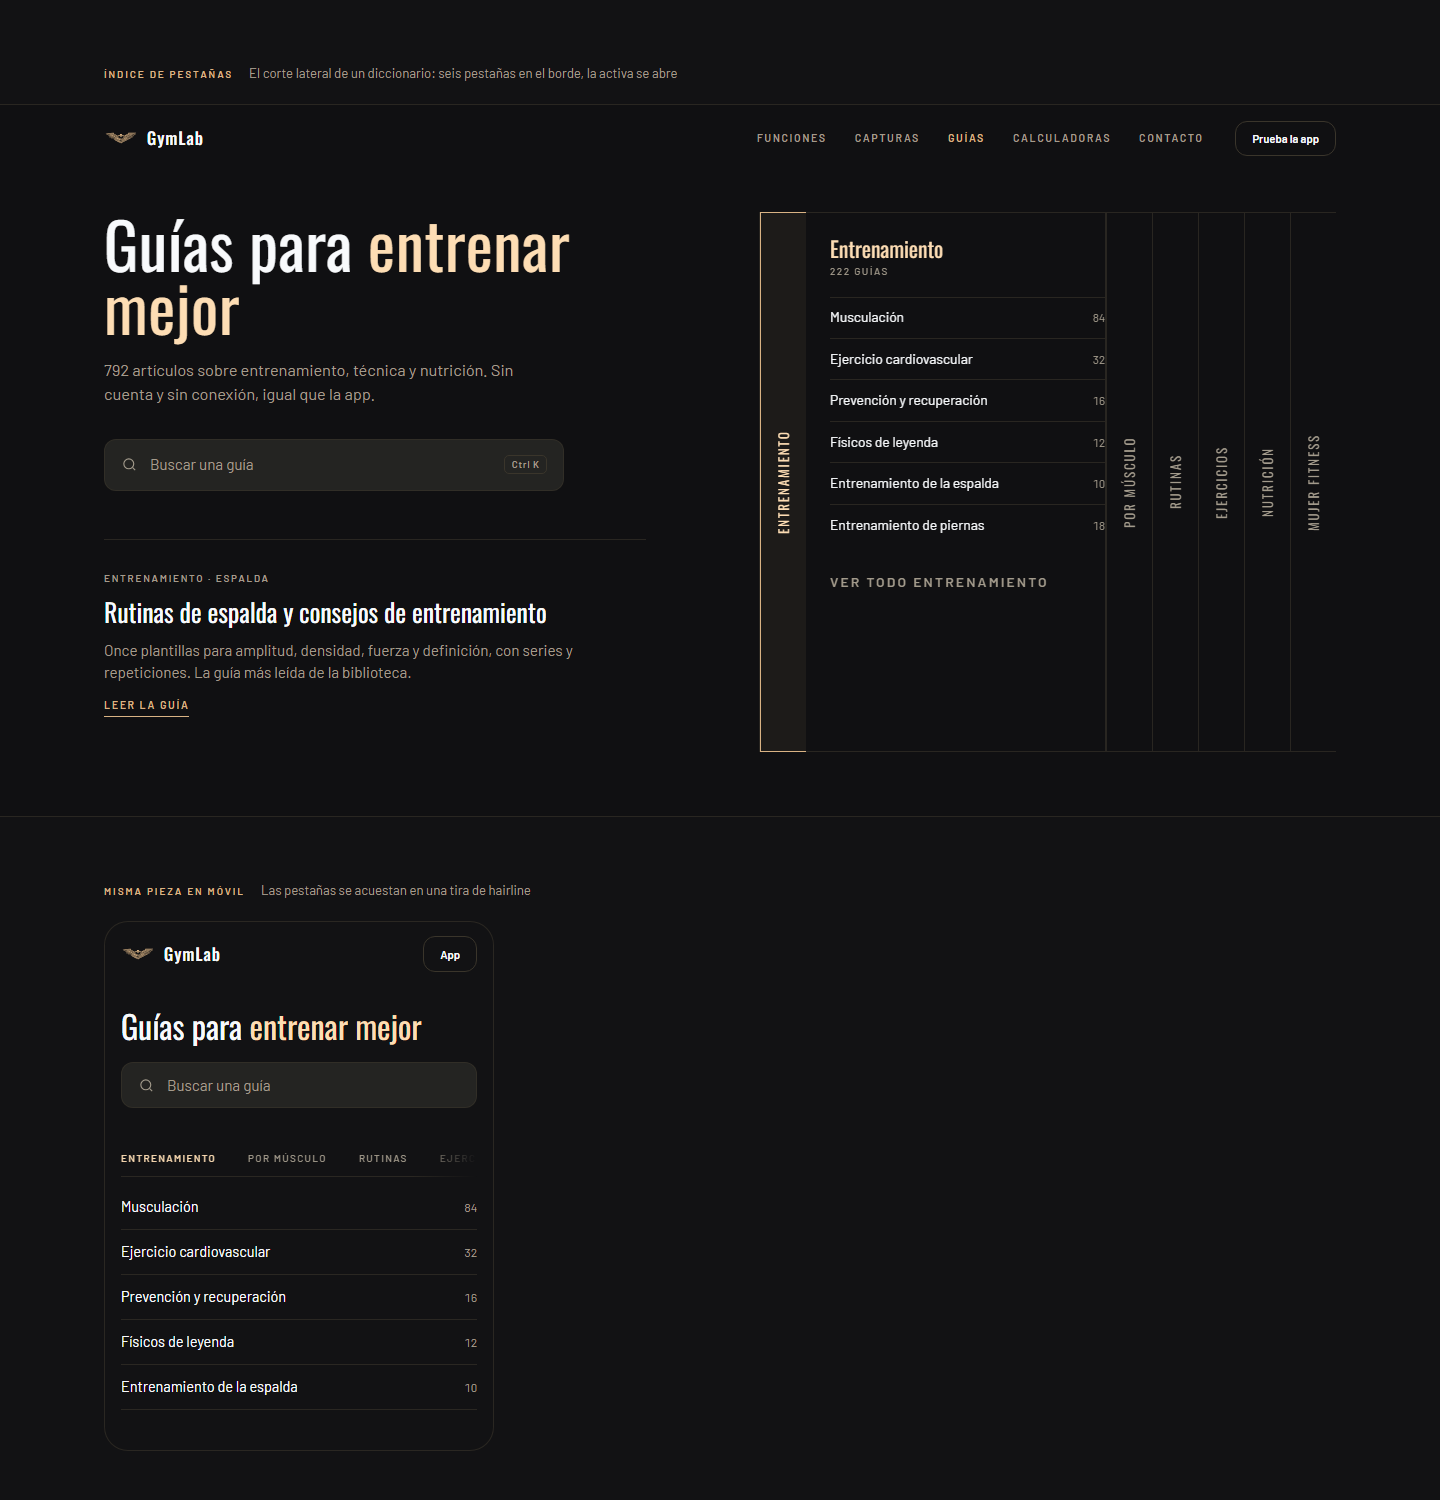 ÍNDICE DE PESTAÑAS El corte lateral de un diccionario: seis pestañas en el borde, la activa se abre
GymLab
FUNCIONES CAPTURAS GUÍAS CALCULADORAS CONTACTO Prueba la app
Guías para entrenar
mejor
792 artículos sobre entrenamiento, técnica y nutrición. Sin
cuenta y sin conexión, igual que la app.
Buscar una guía Ctrl K
ENTRENAMIENTO · ESPALDA
Rutinas de espalda y consejos de entrenamiento
Once plantillas para amplitud, densidad, fuerza y definición, con series y
repeticiones. La guía más leída de la biblioteca.
LEER LA GUÍA
ENTRENAMIENTO
Entrenamiento
222 GUÍAS
Musculación 84
Ejercicio cardiovascular 32
Prevención y recuperación 16
Físicos de leyenda 12
Entrenamiento de la espalda 10
Entrenamiento de piernas 18
VER TODO ENTRENAMIENTO
POR MÚSCULO
RUTINAS
EJERCICIOS
NUTRICIÓN
MUJER FITNESS
MISMA PIEZA EN MÓVIL Las pestañas se acuestan en una tira de hairline
GymLab App
Guías para entrenar mejor
Buscar una guía
ENTRENAMIENTO POR MÚSCULO RUTINAS EJERC
Musculación 84
Ejercicio cardiovascular 32
Prevención y recuperación 16
Físicos de leyenda 12
Entrenamiento de la espalda 10